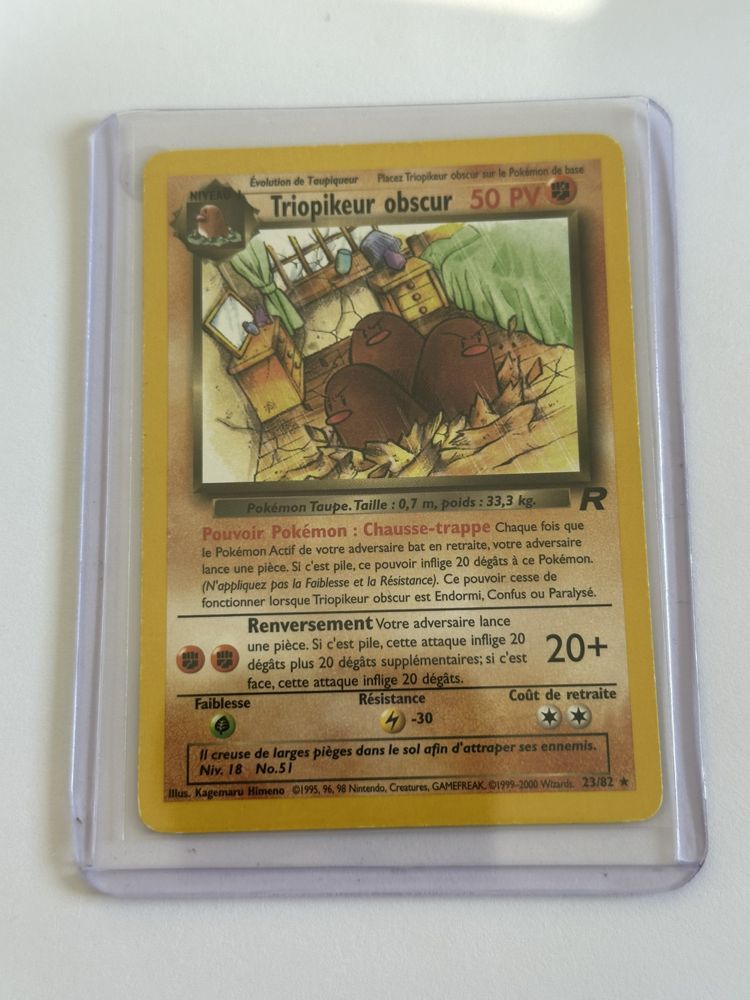 Évolution de Taupiqueur Placez Triopikeur obscur sur le Pokémon de base
NIVEAU 1
Triopikeur obscur 50 PV
Pokémon Taupe. Taille : 0,7 m, poids : 33,3 kg.
R
Pouvoir Pokémon : Chausse-trappe Chaque fois que
le Pokémon Actif de votre adversaire bat en retraite, votre adversaire
lance une pièce. Si c'est pile, ce pouvoir inflige 20 dégâts à ce Pokémon.
(N'appliquez pas la Faiblesse et la Résistance). Ce pouvoir cesse de
fonctionner lorsque Triopikeur obscur est Endormi, Confus ou Paralysé.
Renversement Votre adversaire lance
une pièce. Si c'est pile, cette attaque inflige 20
dégâts plus 20 dégâts supplémentaires; si c'est
face, cette attaque inflige 20 dégâts.
20+
Faiblesse Résistance Coût de retraite
-30
Il creuse de larges pièges dans le sol afin d'attraper ses ennemis.
Niv. 18 No.51
Illus. Kagemaru Himeno ©1995, 96, 98 Nintendo, Creatures, GAMEFREAK. ©1999-2000 Wizards. 23/82 ★